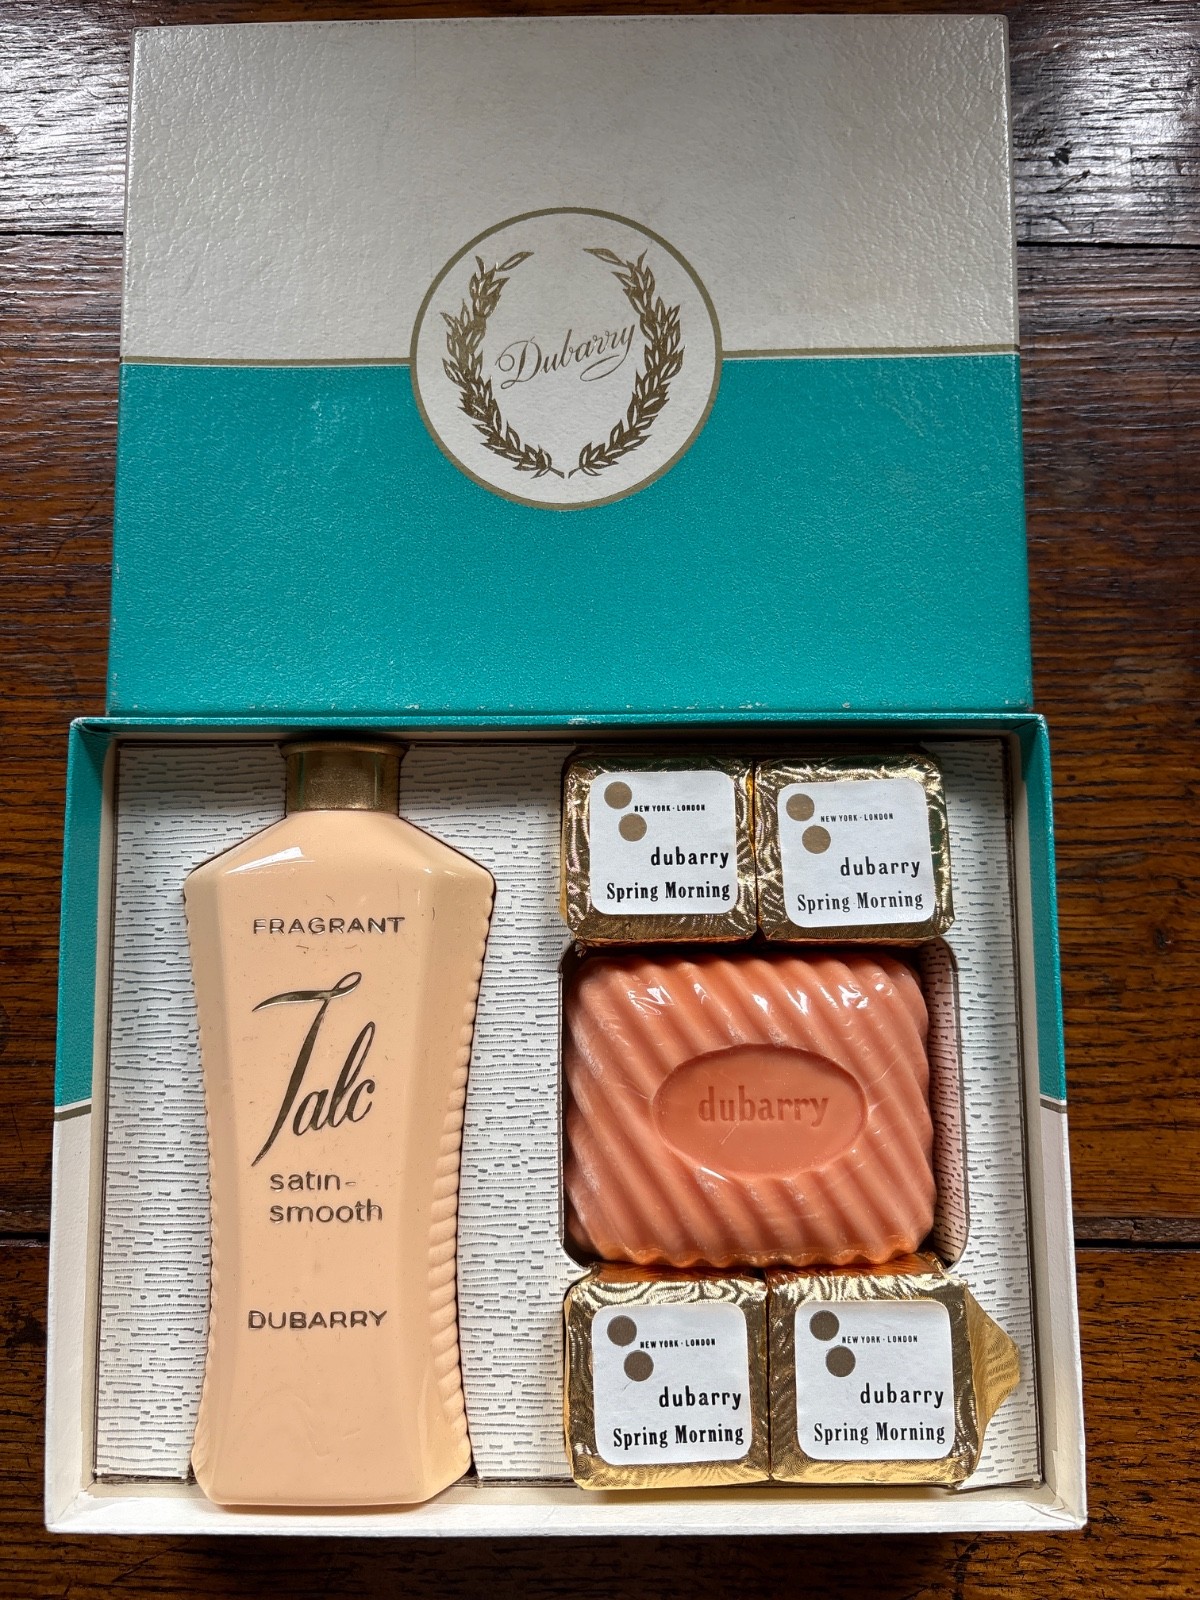 Dubarry
FRAGRANT
Talc
satin-
smooth
DUBARRY
NEW YORK - LONDON
dubarry
Spring Morning
NEW YORK - LONDON
dubarry
Spring Morning
dubarry
NEW YORK - LONDON
dubarry
Spring Morning
NEW YORK - LONDON
dubarry
Spring Morning